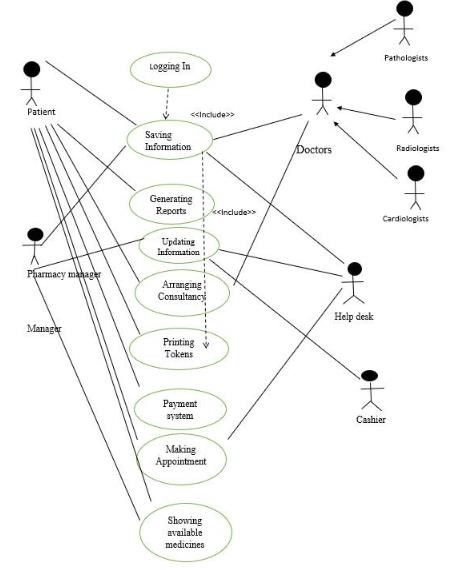 Pathologists
Logging In
Patient
<<Include>>
Saving
Information
Doctors
Radiologists
Generating
Reports
<<Include>>
Cardiologists
Updating
Information
Pharmacy manager
Arranging
Consultancy
Help desk
Manager
Printing
Tokens
Payment
system
Cashier
Making
Appointment
Showing
available
medicines